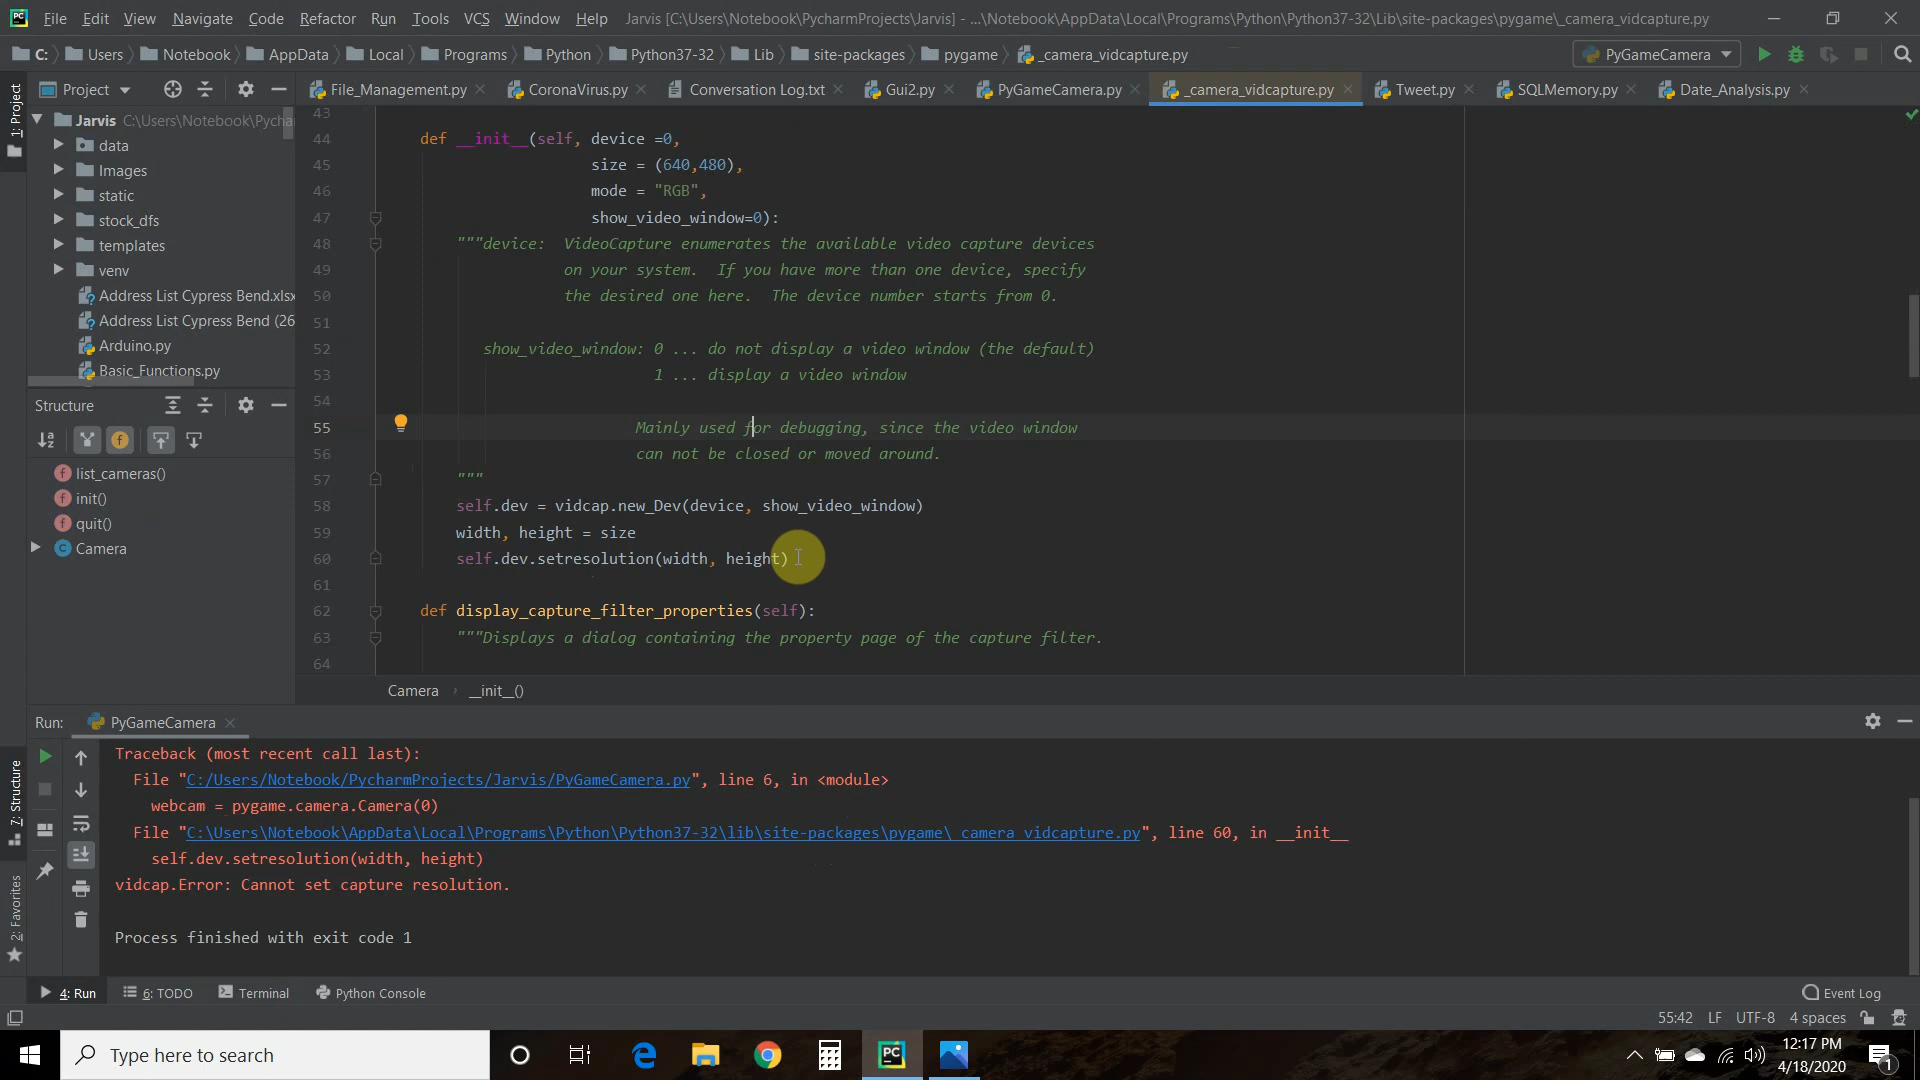 File Edit View Navigate Code Refactor Run Tools VCS Window Help Jarvis [C:\Users\Notebook\PycharmProjects\Jarvis] - ...\Notebook\AppData\Local\Programs\Python\Python37-32\Lib\site-packages\pygame\_camera_vidcapture.py
C: Users Notebook AppData Local Programs Python Python37-32 Lib site-packages pygame _camera_vidcapture.py PyGameCamera
1: Project
Project
File_Management.py CoronaVirus.py Conversation Log.txt Gui2.py PyGameCamera.py _camera_vidcapture.py Tweet.py SQLMemory.py Date_Analysis.py
Jarvis C:\Users\Notebook\Pycha
data
Images
static
stock_dfs
templates
venv
Address List Cypress Bend.xlsx
Address List Cypress Bend (26
Arduino.py
Basic_Functions.py
Structure
list_cameras()
init()
quit()
Camera
43
44 def __init__(self, device =0,
45 size = (640,480),
46 mode = "RGB",
47 show_video_window=0):
48 """device:  VideoCapture enumerates the available video capture devices
49 on your system.  If you have more than one device, specify
50 the desired one here.  The device number starts from 0.
51
52 show_video_window: 0 ... do not display a video window (the default)
53 1 ... display a video window
54
55 Mainly used for debugging, since the video window
56 can not be closed or moved around.
57 """
58 self.dev = vidcap.new_Dev(device, show_video_window)
59 width, height = size
60 self.dev.setresolution(width, height)
61
62 def display_capture_filter_properties(self):
63 """Displays a dialog containing the property page of the capture filter.
64
Camera › __init__()
Run: PyGameCamera
7: Structure
2: Favorites
Traceback (most recent call last):
File "C:/Users/Notebook/PycharmProjects/Jarvis/PyGameCamera.py", line 6, in <module>
webcam = pygame.camera.Camera(0)
File "C:\Users\Notebook\AppData\Local\Programs\Python\Python37-32\lib\site-packages\pygame\_camera_vidcapture.py", line 60, in __init__
self.dev.setresolution(width, height)
vidcap.Error: Cannot set capture resolution.
Process finished with exit code 1
4: Run 6: TODO Terminal Python Console Event Log
55:42 LF UTF-8 4 spaces
Type here to search
PC
12:17 PM
4/18/2020
1